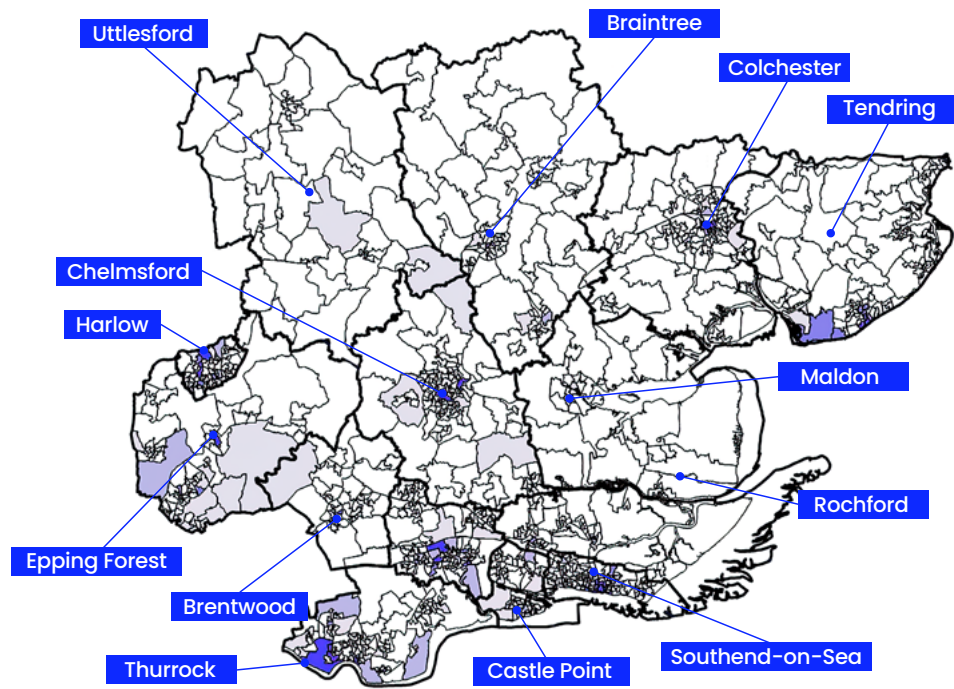 Braintree
Uttlesford
Colchester
Tendring
Chelmsford
Harlow
Maldon
Rochford
Epping Forest
Brentwood
Southend-on-Sea
Thurrock
Castle Point